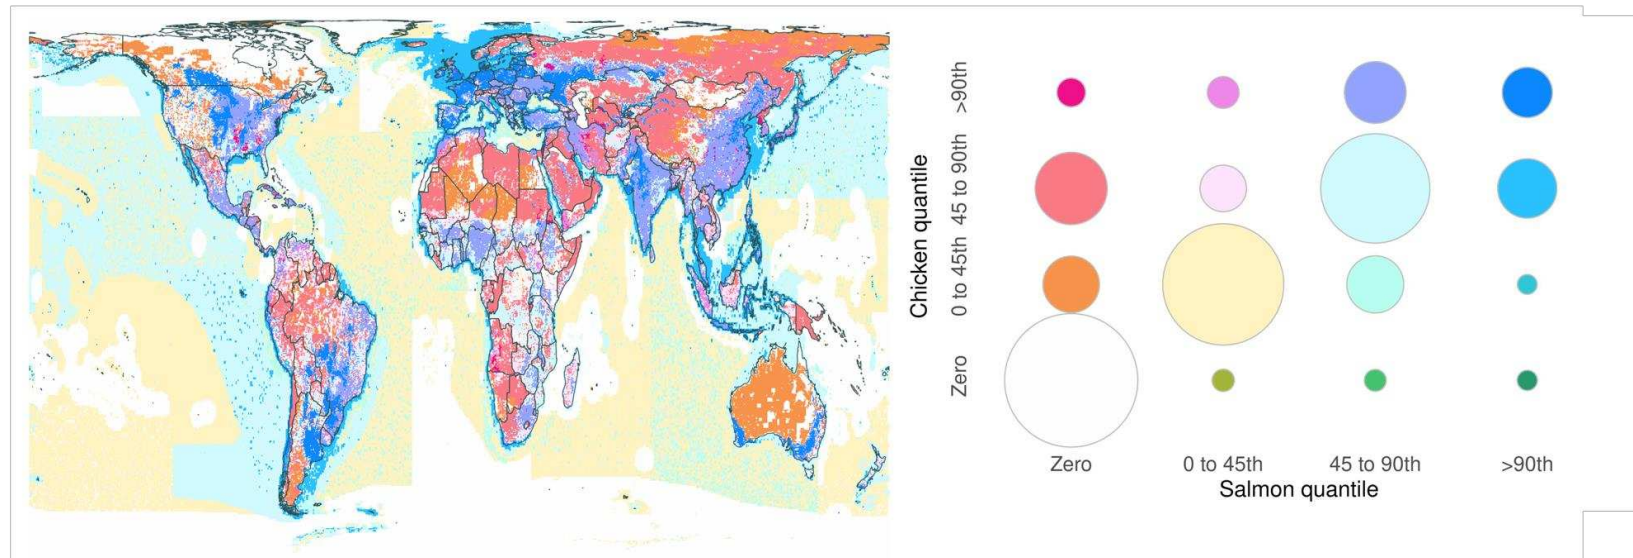 Chicken quantile
>90th
45 to 90th
0 to 45th
Zero
Zero
0 to 45th
45 to 90th
>90th
Salmon quantile